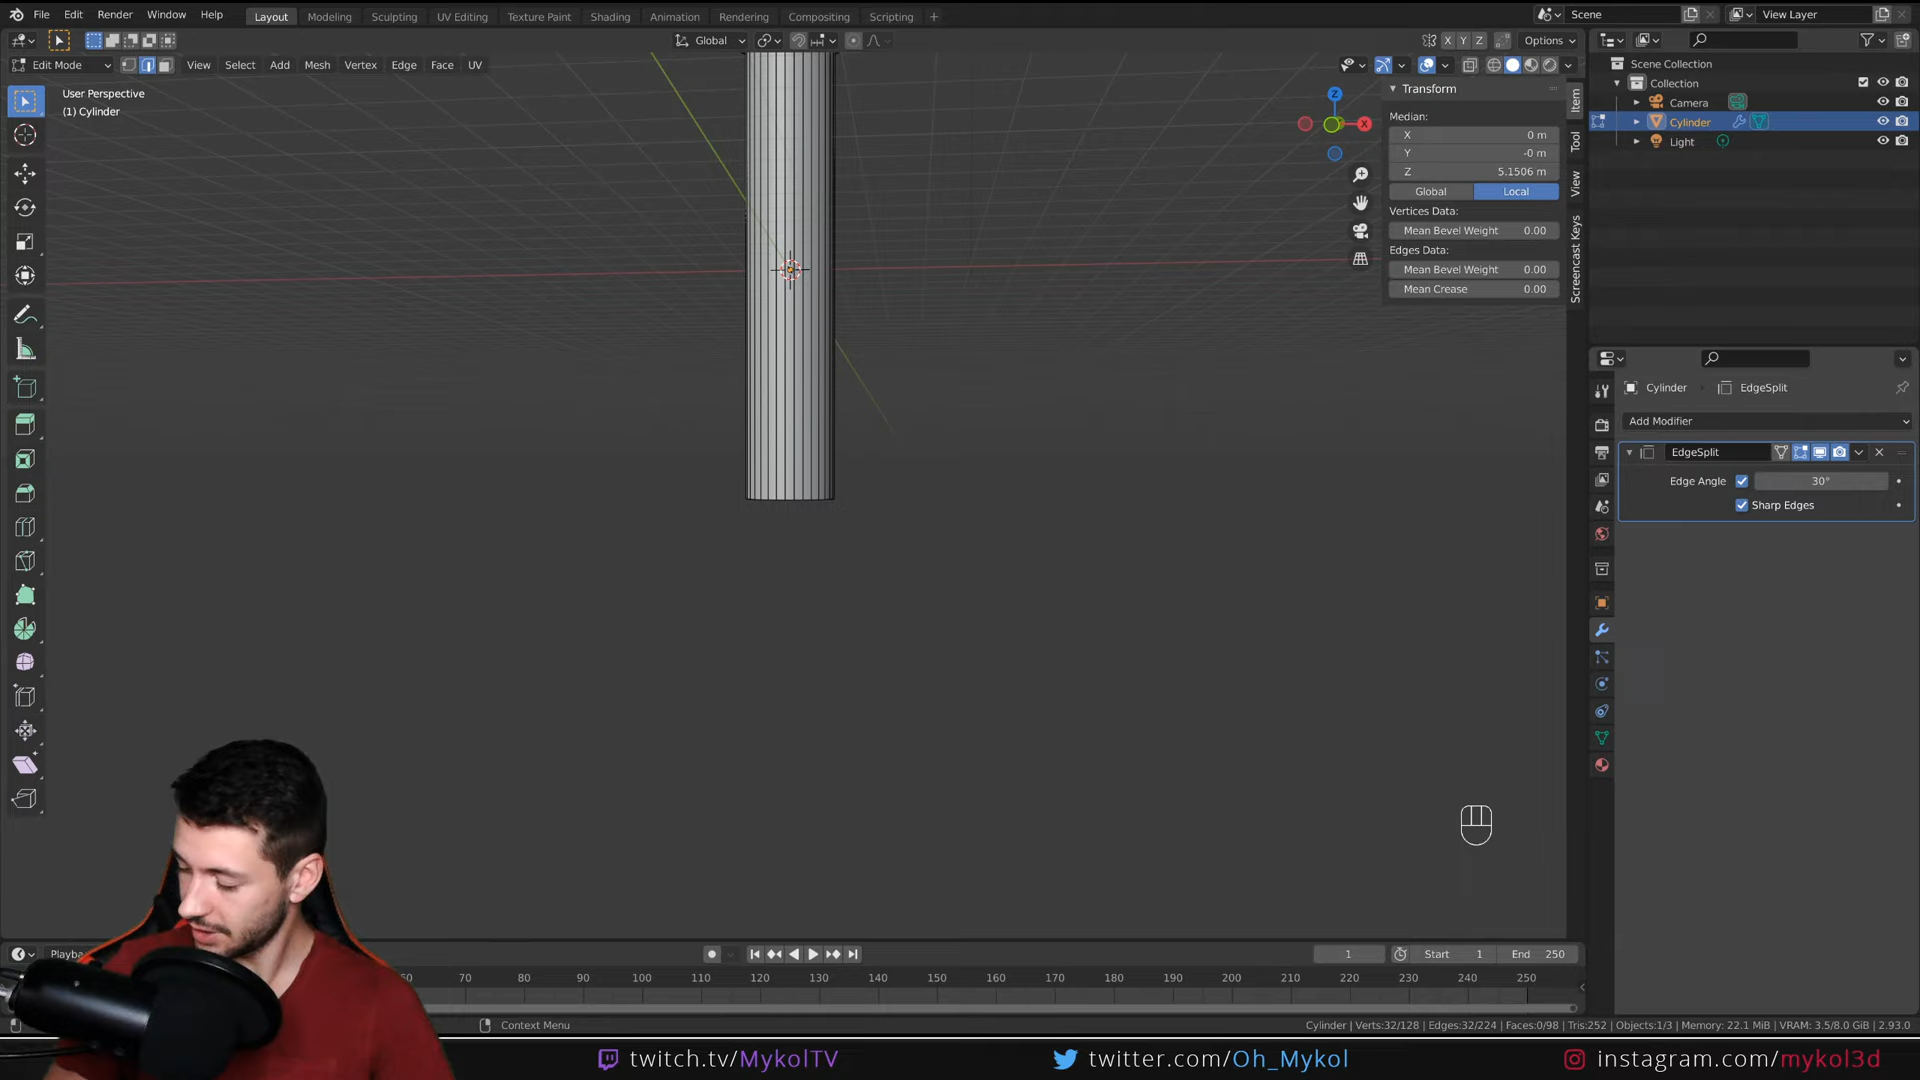 File Edit Render Window Help
Layout Modeling Sculpting UV Editing Texture Paint Shading Animation Rendering Compositing Scripting +
Scene
View Layer
Global
X Y Z
Options
Edit Mode
View Select Add Mesh Vertex Edge Face UV
User Perspective
(1) Cylinder
Z
X
Transform
Median:
X 0 m
Y -0 m
Z 5.1506 m
Global Local
Vertices Data:
Mean Bevel Weight 0.00
Edges Data:
Mean Bevel Weight 0.00
Mean Crease 0.00
Item
Tool
View
Screencast Keys
Scene Collection
Collection
Camera
Cylinder
Light
Cylinder EdgeSplit
Add Modifier
EdgeSplit
Edge Angle 30°
Sharp Edges
1 Start 1 End 250
70 80 90 100 110 120 130 140 150 160 170 180 190 200 210 220 230 240 250
Context Menu
Cylinder | Verts:32/128 | Edges:32/224 | Faces:0/98 | Tris:252 | Objects:1/3 | Memory: 22.1 MiB | VRAM: 3.5/8.0 GiB | 2.93.0
twitch.tv/MykolTV
twitter.com/Oh_Mykol
instagram.com/mykol3d